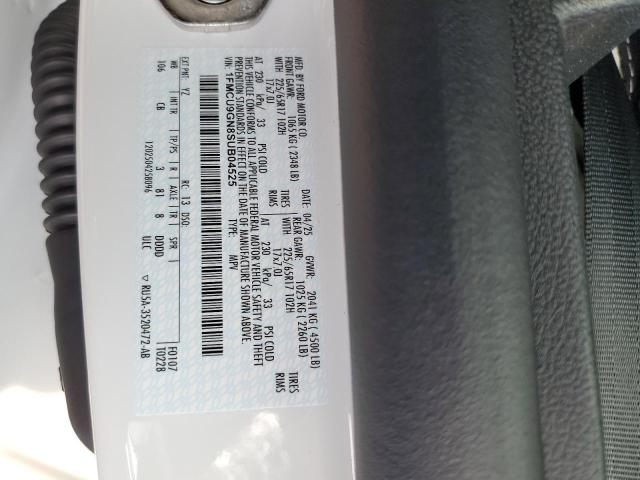 MFD. BY FORD MOTOR CO.
DATE: 04/25 GVWR: 2041 KG ( 4500 LB)
FRONT GAWR: 1065 KG ( 2348 LB) REAR GAWR: 1025 KG ( 2260 LB)
WITH 225/65R17 102H TIRES WITH 225/65R17 102H TIRES
17x7.0J RIMS 17x7.0J RIMS
AT 230 kPa/ 33 PSI COLD AT 230 kPa/ 33 PSI COLD
THIS VEHICLE CONFORMS TO ALL APPLICABLE FEDERAL MOTOR VEHICLE SAFETY AND THEFT
PREVENTION STANDARDS IN EFFECT ON THE DATE OF MANUFACTURE SHOWN ABOVE.
VIN: 1FMCU9GN8SUB04525 TYPE: MPV
EXT PNT: YZ RC: 13 DSO: F0107
WB INT TR TP/PS R AXLE TR SPR T0228
106 CB 3 81 8 DDDD
120250425B096 ULC ▽ RU5A-3520472-AB